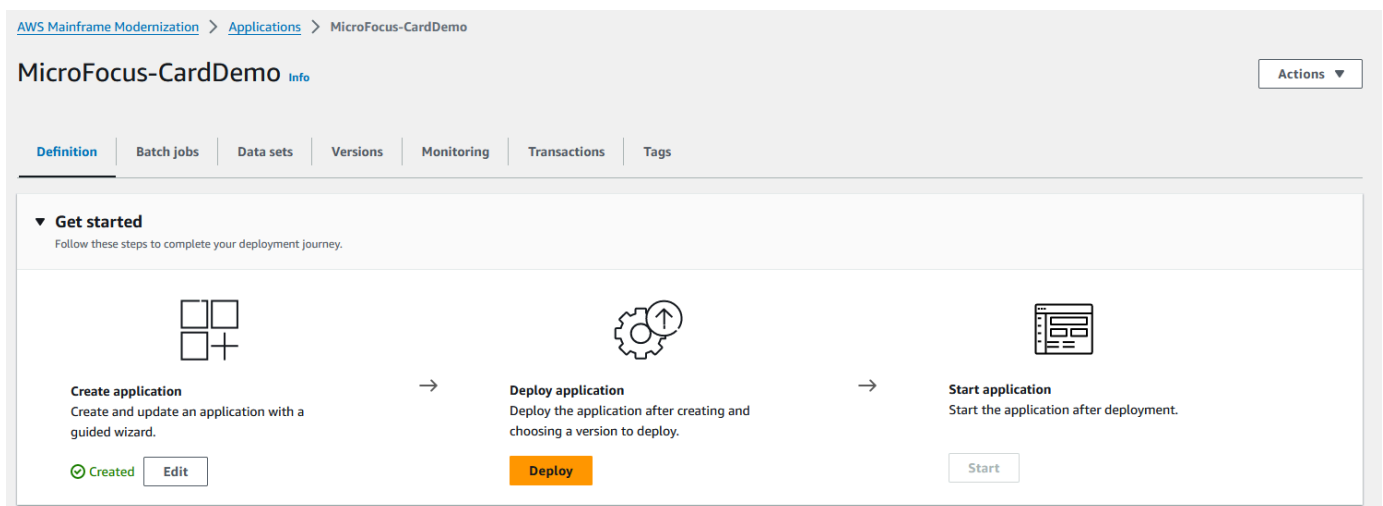 AWS Mainframe Modernization > Applications > MicroFocus-CardDemo
MicroFocus-CardDemo Info
Actions
Definition Batch jobs Data sets Versions Monitoring Transactions Tags
Get started
Follow these steps to complete your deployment journey.
Create application
Create and update an application with a
guided wizard.
Created Edit
Deploy application
Deploy the application after creating and
choosing a version to deploy.
Deploy
Start application
Start the application after deployment.
Start